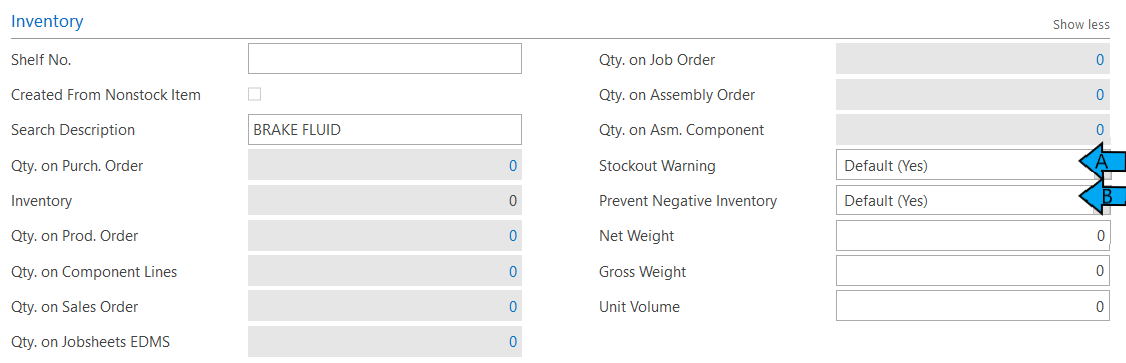 Inventory
Show less
Shelf No.
Created From Nonstock Item
Search Description BRAKE FLUID
Qty. on Purch. Order 0
Inventory 0
Qty. on Prod. Order 0
Qty. on Component Lines 0
Qty. on Sales Order 0
Qty. on Jobsheets EDMS 0
Qty. on Job Order 0
Qty. on Assembly Order 0
Qty. on Asm. Component 0
Stockout Warning Default (Yes) A
Prevent Negative Inventory Default (Yes) B
Net Weight 0
Gross Weight 0
Unit Volume 0